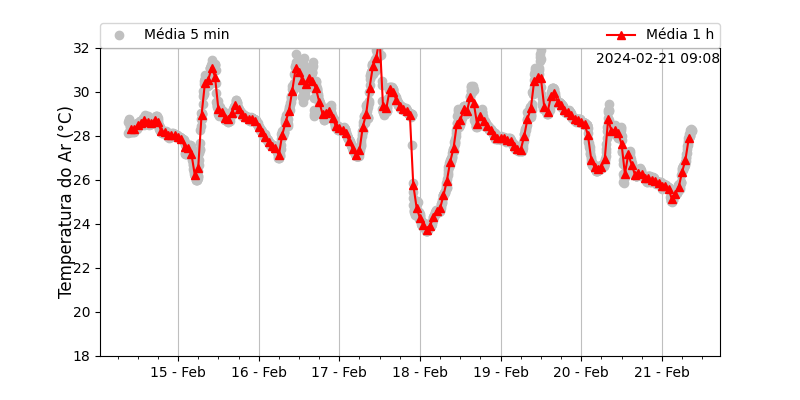 Média 5 min
Média 1 h
2024-02-21 09:08
Temperatura do Ar (°C)
32
30
28
26
24
22
20
18
15 - Feb
16 - Feb
17 - Feb
18 - Feb
19 - Feb
20 - Feb
21 - Feb